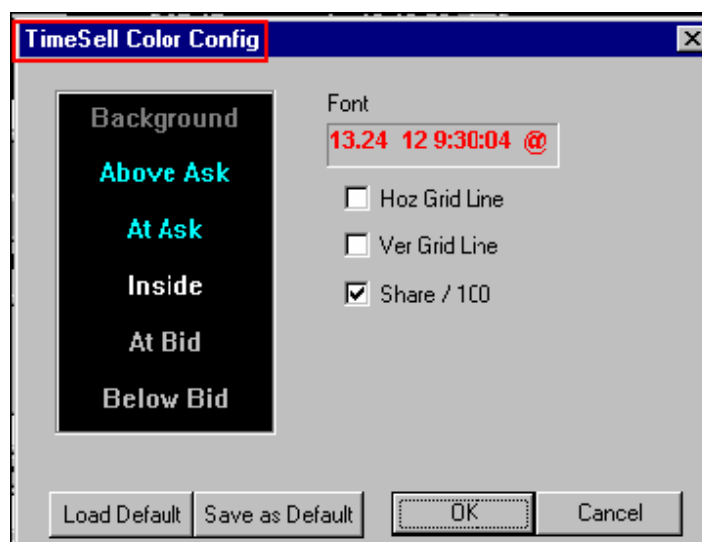 TimeSell Color Config
Background
Above Ask
At Ask
Inside
At Bid
Below Bid
Font
13.24 12 9:30:04 @
Hoz Grid Line
Ver Grid Line
Share / 100
Load Default
Save as Default
OK
Cancel